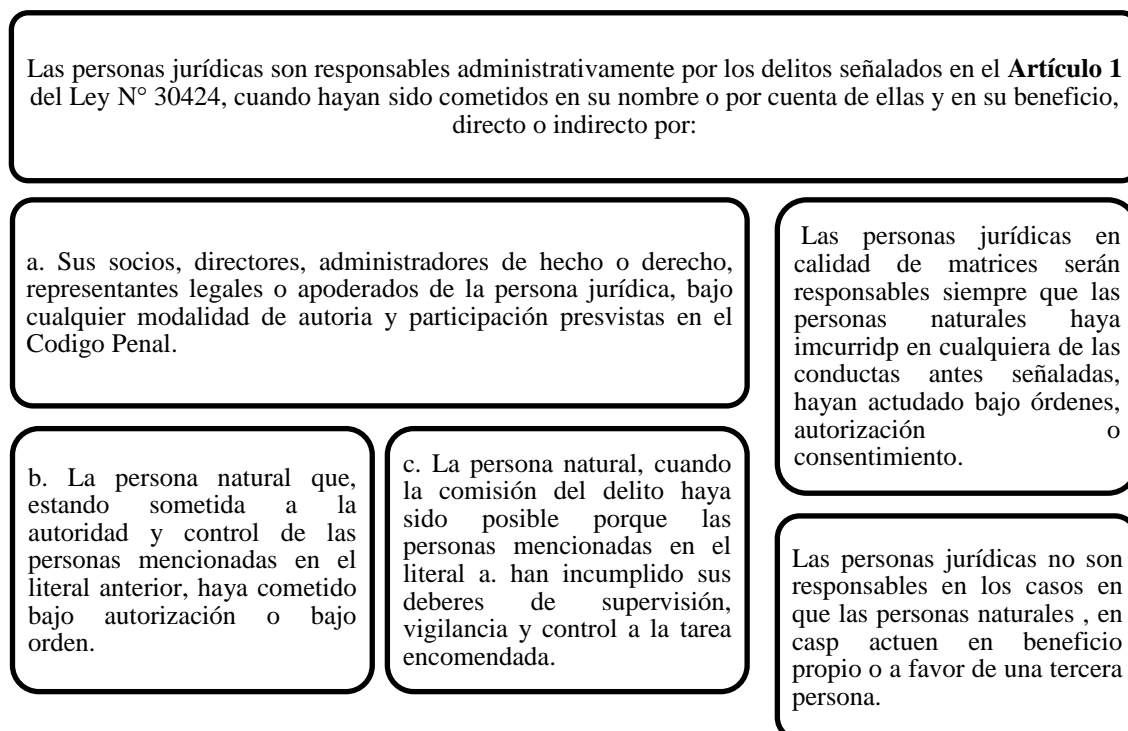 Las personas jurídicas son responsables administrativamente por los delitos señalados en el Artículo 1
del Ley N° 30424, cuando hayan sido cometidos en su nombre o por cuenta de ellas y en su beneficio,
directo o indirecto por:
a. Sus socios, directores, administradores de hecho o derecho,
representantes legales o apoderados de la persona jurídica, bajo
cualquier modalidad de autoria y participación presvistas en el
Codigo Penal.
b. La persona natural que,
estando sometida a la
autoridad y control de las
personas mencionadas en el
literal anterior, haya cometido
bajo autorización o bajo
orden.
c. La persona natural, cuando
la comisión del delito haya
sido posible porque las
personas mencionadas en el
literal a. han incumplido sus
deberes de supervisión,
vigilancia y control a la tarea
encomendada.
Las personas jurídicas en
calidad de matrices serán
responsables siempre que las
personas naturales haya
imcurridp en cualquiera de las
conductas antes señaladas,
hayan actudado bajo órdenes,
autorización o
consentimiento.
Las personas jurídicas no son
responsables en los casos en
que las personas naturales , en
casp actuen en beneficio
propio o a favor de una tercera
persona.